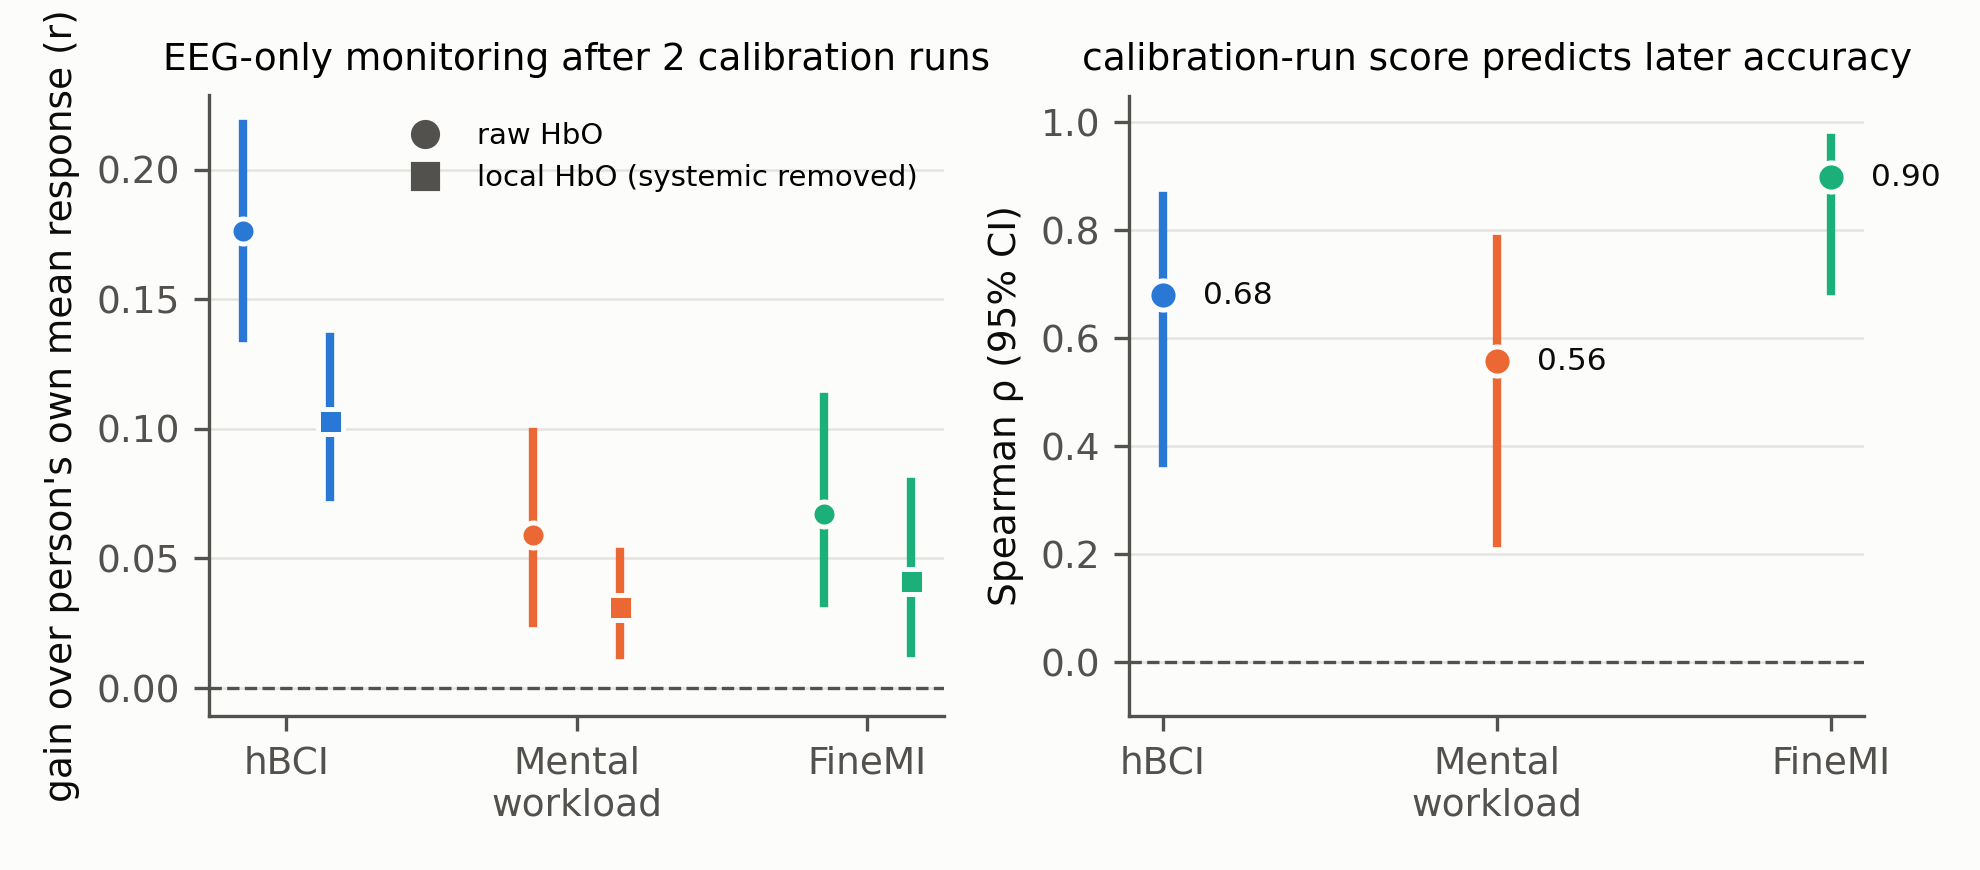 EEG-only monitoring after 2 calibration runs
gain over person's own mean response (r)
0.20
0.15
0.10
0.05
0.00
raw HbO
local HbO (systemic removed)
hBCI
Mental
workload
FineMI
calibration-run score predicts later accuracy
Spearman ρ (95% CI)
1.0
0.8
0.6
0.4
0.2
0.0
0.68
0.56
0.90
hBCI
Mental
workload
FineMI